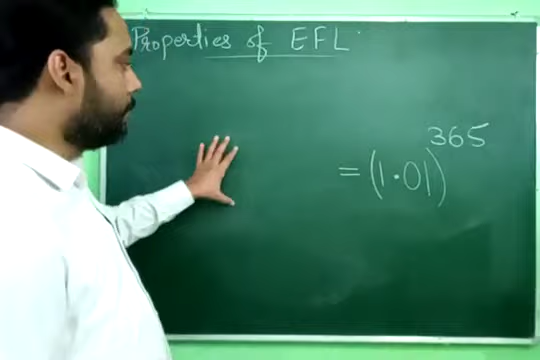 Properties of EFL
= (1.01)³⁶⁵